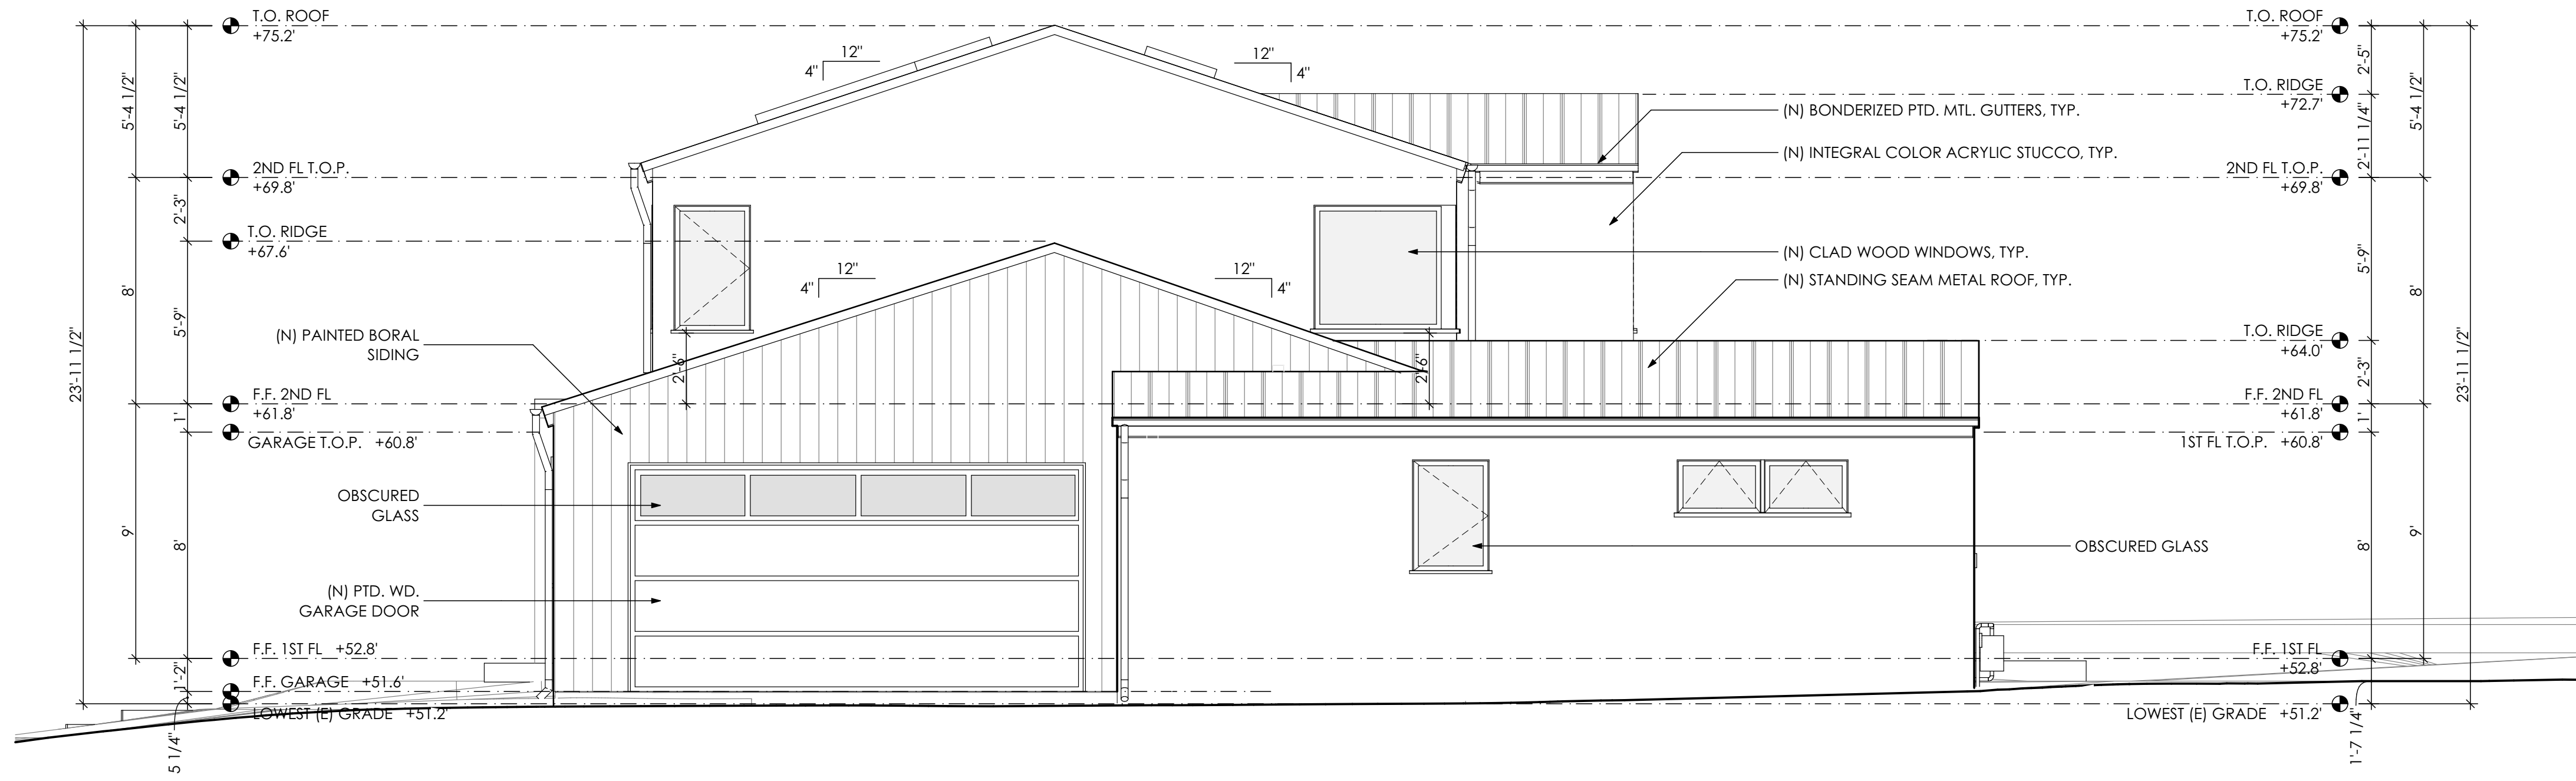 T.O. ROOF
+75.2'
2ND FL T.O.P.
+69.8'
T.O. RIDGE
+67.6'
(N) PAINTED BORAL
SIDING
F.F. 2ND FL
+61.8'
GARAGE T.O.P. +60.8'
OBSCURED
GLASS
(N) PTD. WD.
GARAGE DOOR
F.F. 1ST FL +52.8'
F.F. GARAGE +51.6'
LOWEST (E) GRADE +51.2'
23'-11 1/2"
5'-4 1/2"
8'
9'
5'-4 1/2"
2'-3"
5'-9"
1'
8'
1'-2"
5 1/4"
12"
4"
12"
4"
12"
4"
12"
4"
2'-6"
2'-6"
(N) BONDERIZED PTD. MTL. GUTTERS, TYP.
(N) INTEGRAL COLOR ACRYLIC STUCCO, TYP.
(N) CLAD WOOD WINDOWS, TYP.
(N) STANDING SEAM METAL ROOF, TYP.
OBSCURED GLASS
T.O. ROOF
+75.2'
T.O. RIDGE
+72.7'
2ND FL T.O.P.
+69.8'
T.O. RIDGE
+64.0'
F.F. 2ND FL
+61.8'
1ST FL T.O.P. +60.8'
F.F. 1ST FL
+52.8'
LOWEST (E) GRADE +51.2'
2'-5"
2'-11 1/4"
5'-9"
2'-3"
1'
8'
1'-7 1/4"
5'-4 1/2"
8'
9'
23'-11 1/2"